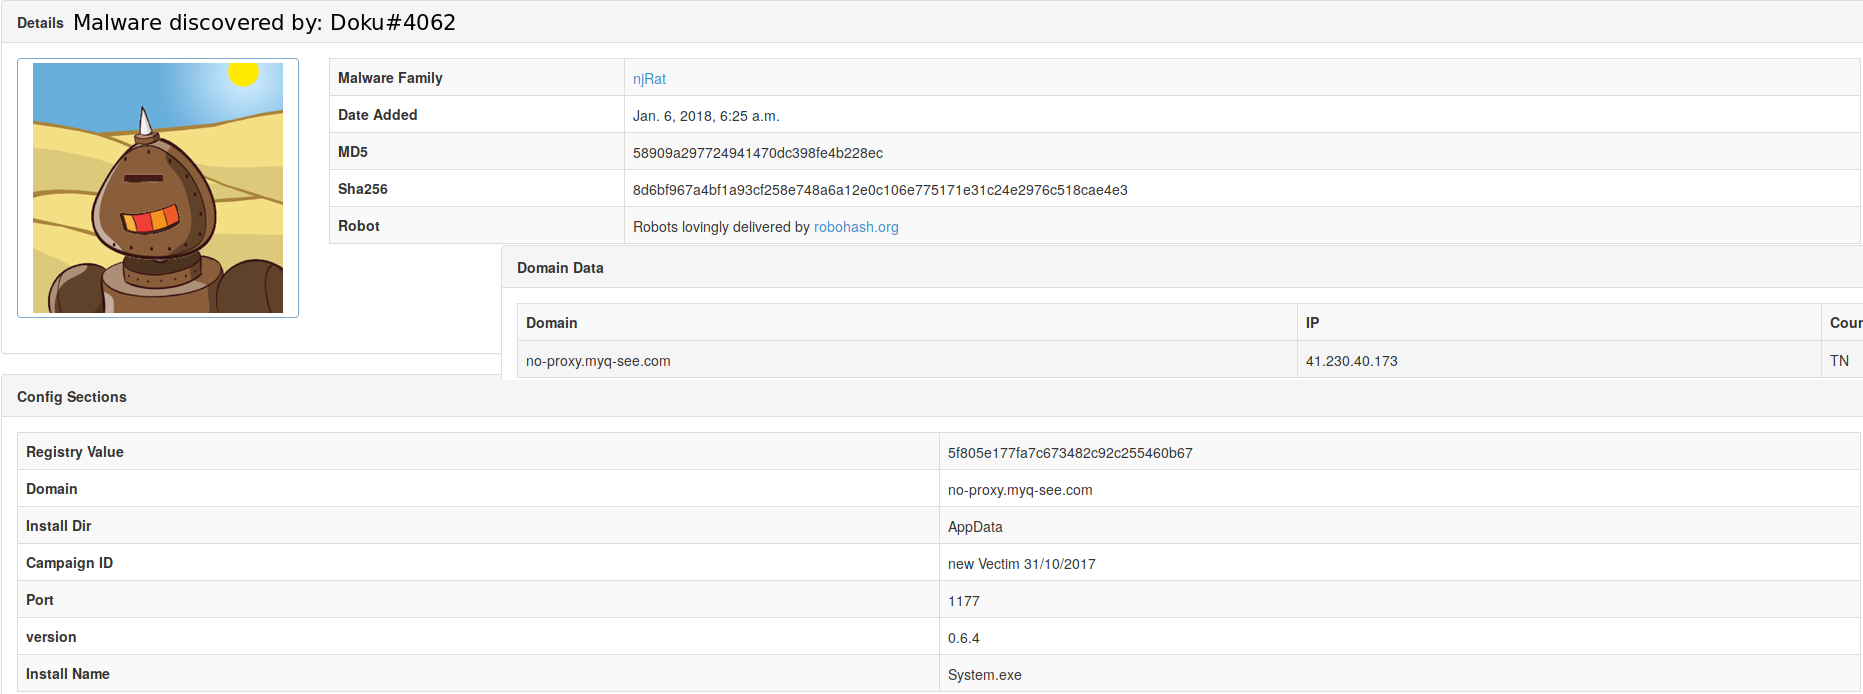 Details Malware discovered by: Doku#4062
Malware Family njRat
Date Added Jan. 6, 2018, 6:25 a.m.
MD5 58909a297724941470dc398fe4b228ec
Sha256 8d6bf967a4bf1a93cf258e748a6a12e0c106e775171e31c24e2976c518cae4e3
Robot Robots lovingly delivered by robohash.org
Domain Data
Domain IP Cour
no-proxy.myq-see.com 41.230.40.173 TN
Config Sections
Registry Value 5f805e177fa7c673482c92c255460b67
Domain no-proxy.myq-see.com
Install Dir AppData
Campaign ID new Vectim 31/10/2017
Port 1177
version 0.6.4
Install Name System.exe